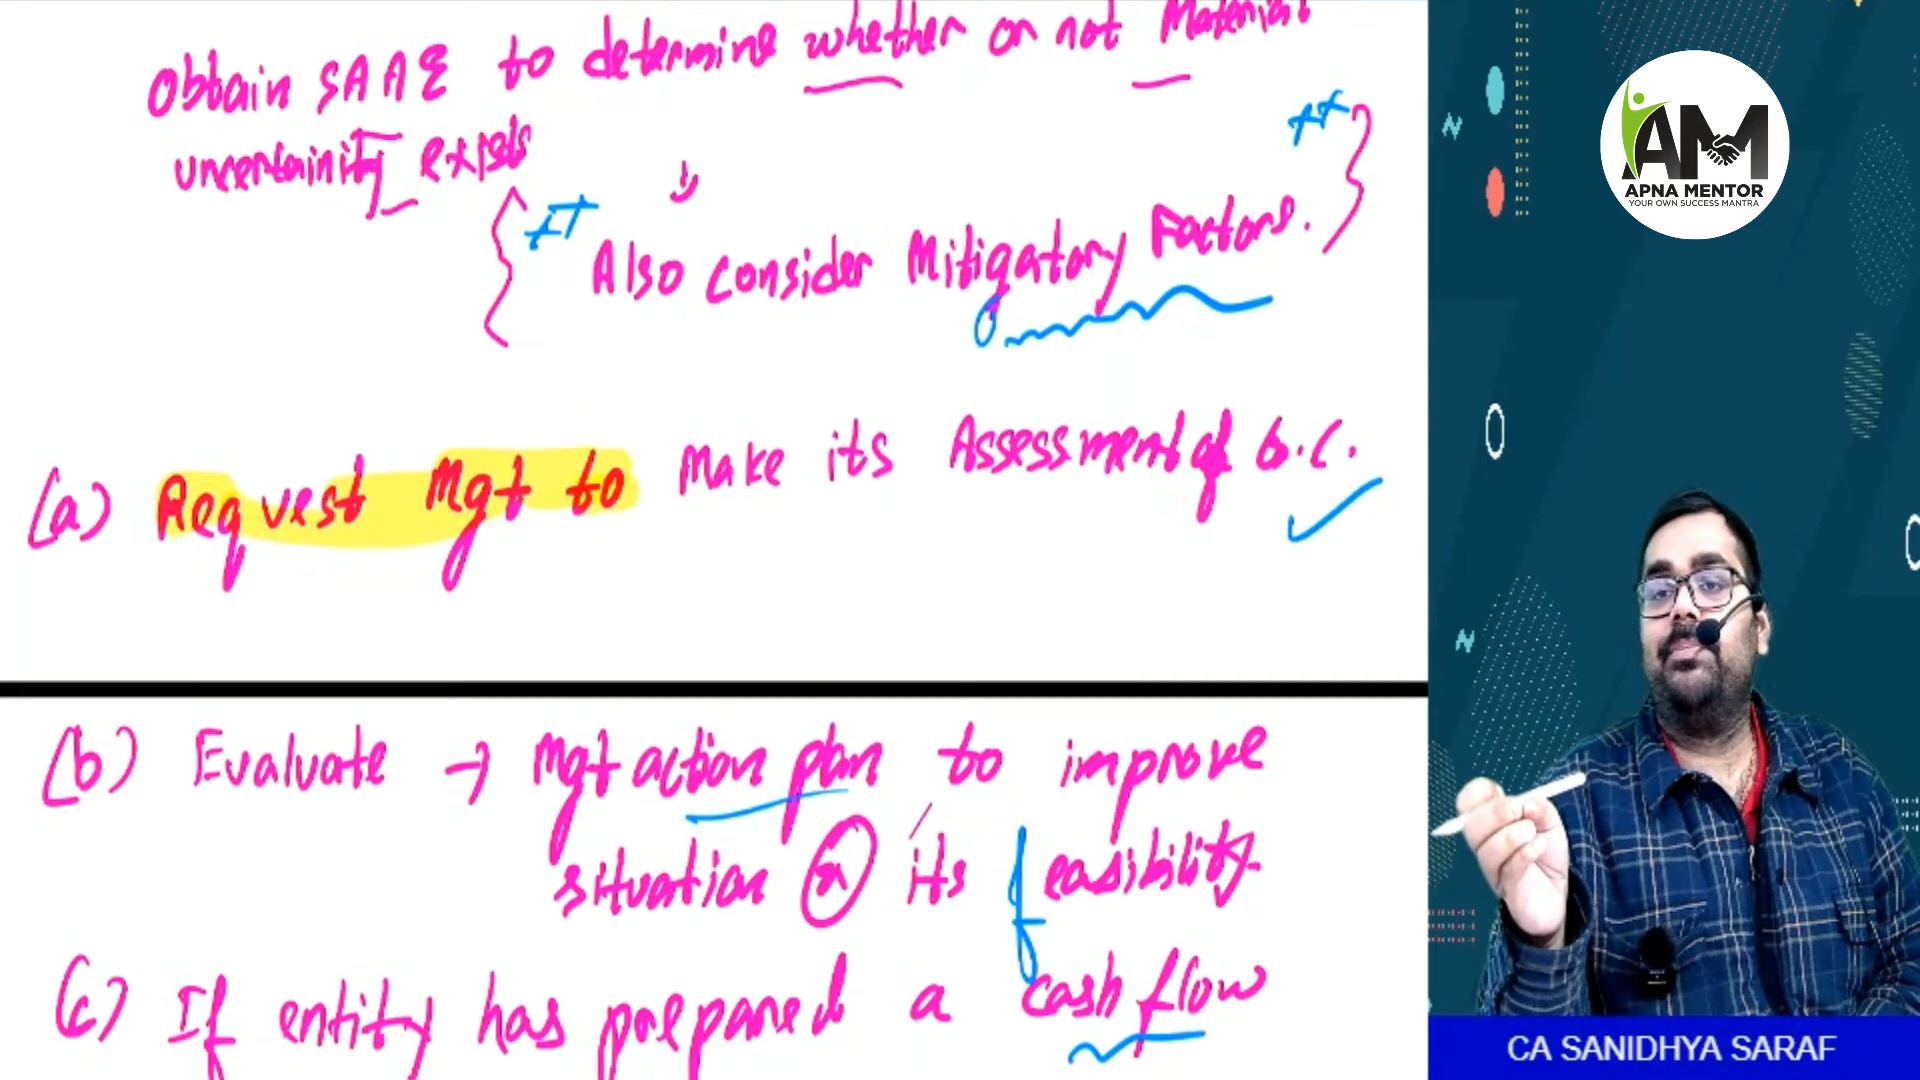 Obtain SAAE to determine whether or not Material
uncertainity exists
Also consider Mitigatory Factors.
(a) Request Mgt to Make its Assessment of G.C.
(b) Evaluate → Mgt action plan to improve
situation & its feasibility.
(c) If entity has prepared a cash flow
AM
APNA MENTOR
YOUR OWN SUCCESS MANTRA
CA SANIDHYA SARAF